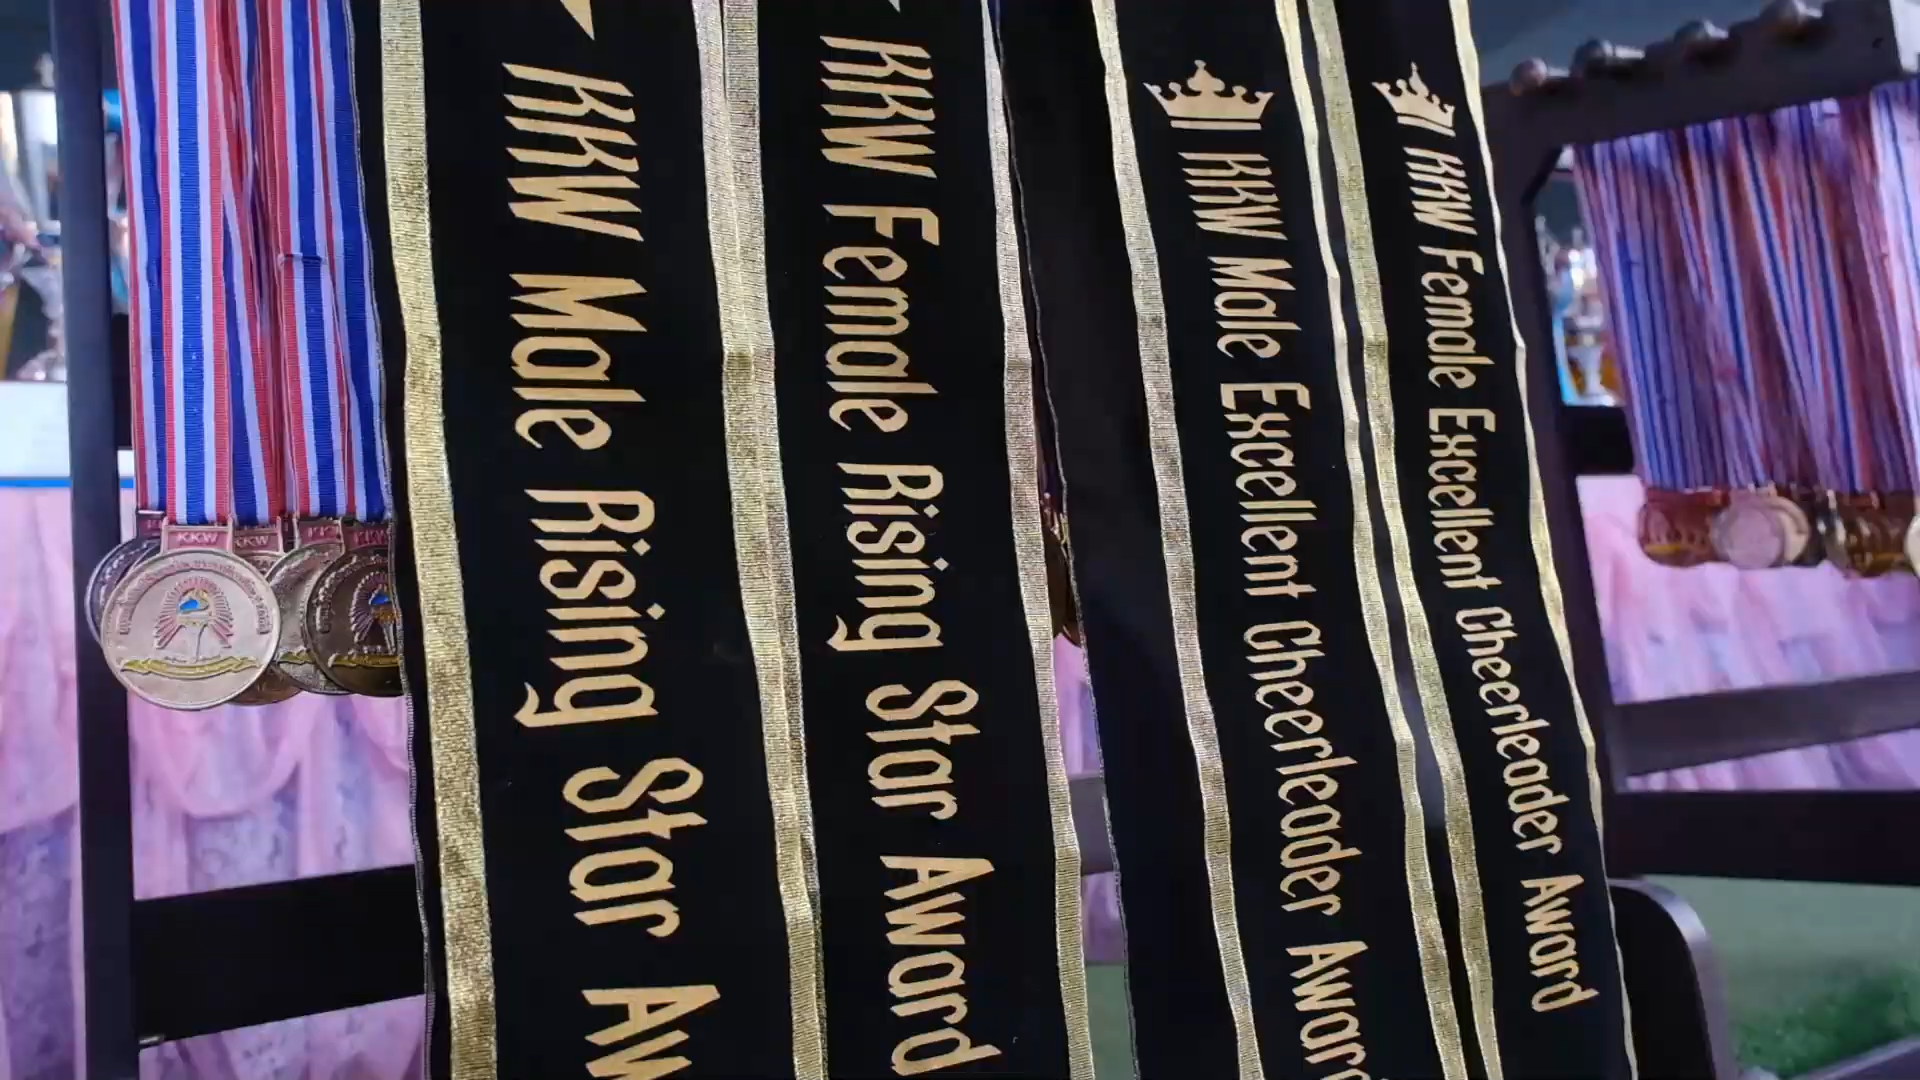 KKW Male Rising Star Aw
KKW Female Rising Star Award
KKW Male Excellent Cheerleader Award
KKW Female Excellent Cheerleader Award
KKW
KKW